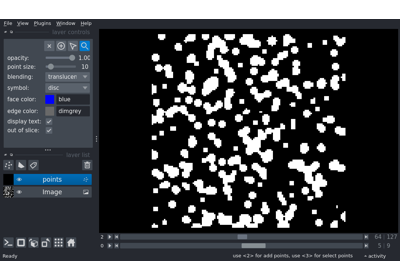 File View Plugins Window Help
layer controls
opacity: 1.00
point size: 10
blending: translucen
symbol: disc
face color: blue
edge color: dimgrey
display text:
out of slice:
layer list
points
Image
2 64 127
0 5 9
Ready use <2> for add points, use <3> for select points activity